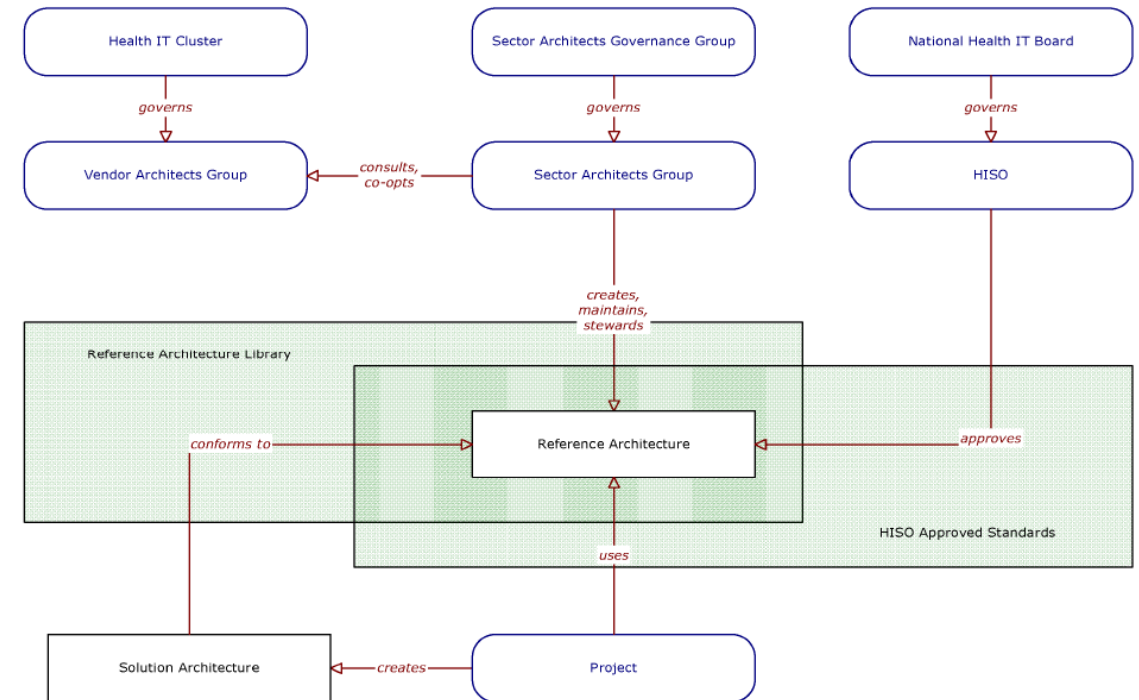 Health IT Cluster
Sector Architects Governance Group
National Health IT Board
governs
governs
governs
Vendor Architects Group
consults,
co-opts
Sector Architects Group
HISO
creates,
maintains,
stewards
Reference Architecture Library
conforms to
Reference Architecture
approves
HISO Approved Standards
uses
Solution Architecture
creates
Project